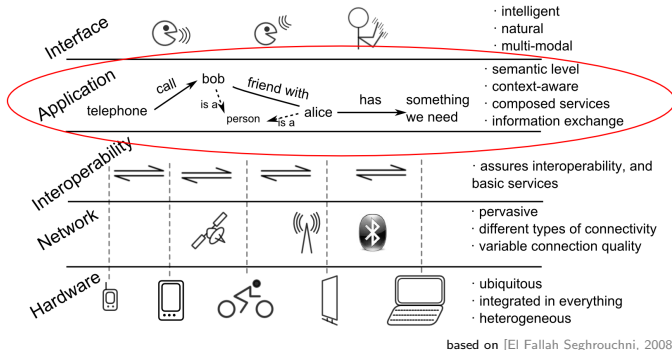 Interface
· intelligent
· natural
· multi-modal
Application
telephone
call
bob
is a
person
friend with
is a
alice
has
something
we need
· semantic level
· context-aware
· composed services
· information exchange
Interoperability
· assures interoperability, and
basic services
Network
· pervasive
· different types of connectivity
· variable connection quality
Hardware
· ubiquitous
· integrated in everything
· heterogeneous
based on [El Fallah Seghrouchni, 2008